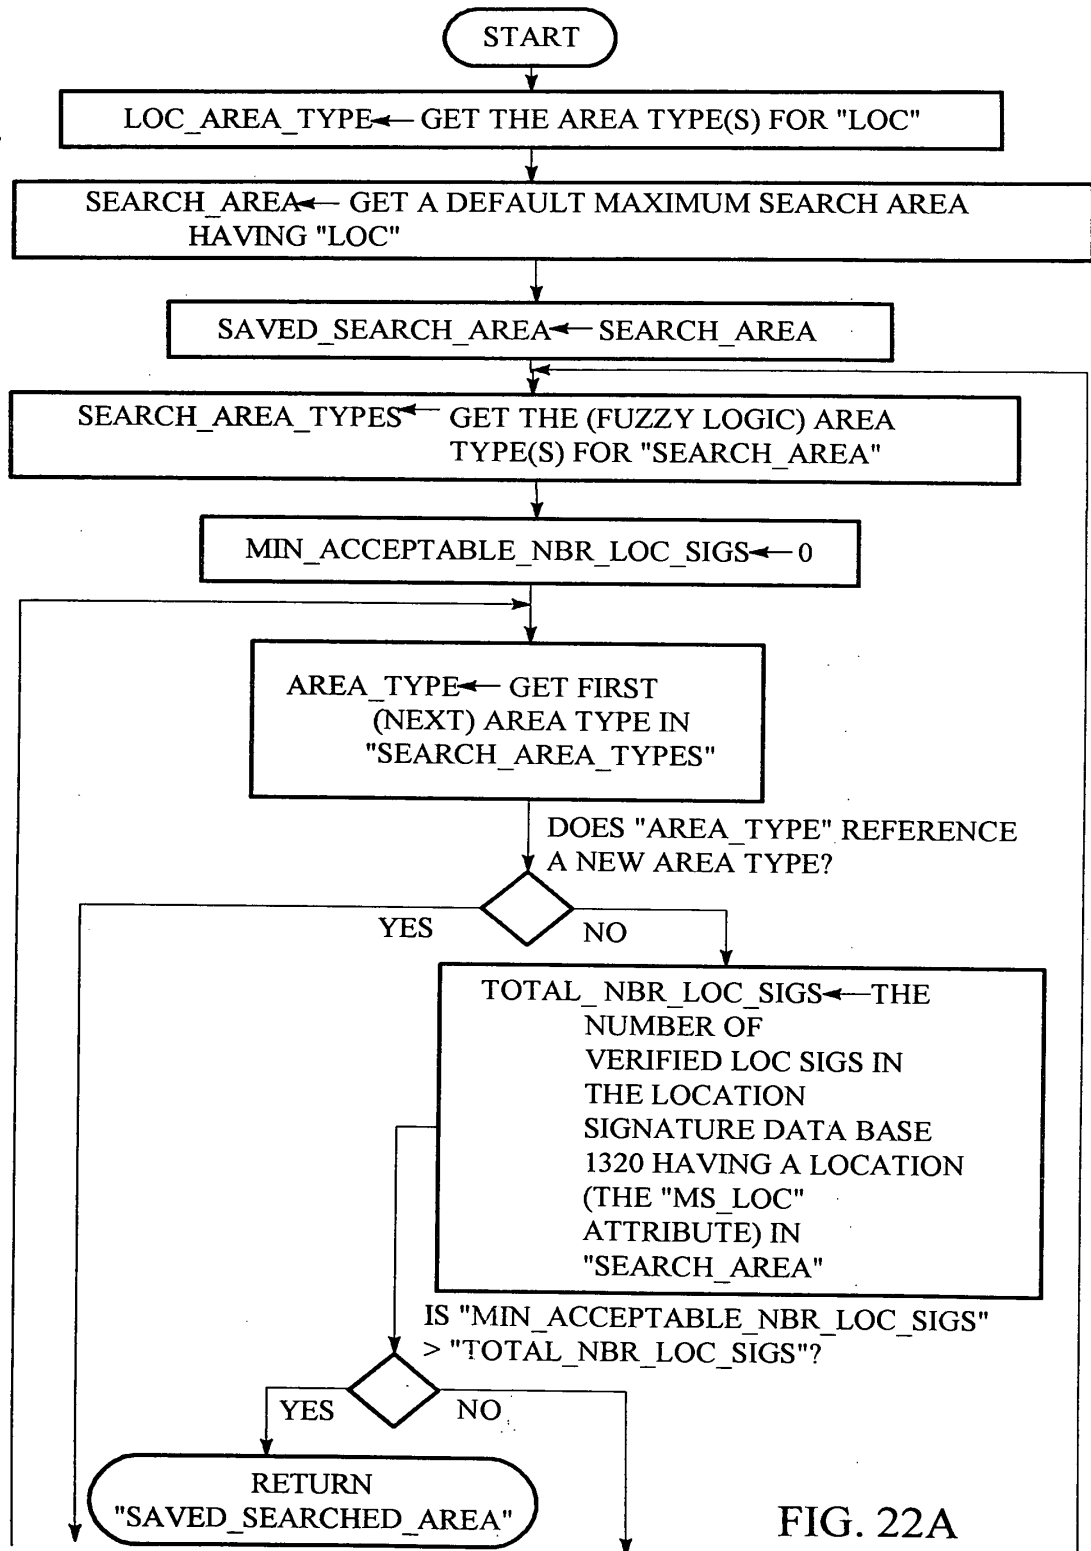 START
LOC_AREA_TYPE← GET THE AREA TYPE(S) FOR "LOC"
SEARCH_AREA← GET A DEFAULT MAXIMUM SEARCH AREA
HAVING "LOC"
SAVED_SEARCH_AREA← SEARCH_AREA
SEARCH_AREA_TYPES← GET THE (FUZZY LOGIC) AREA
TYPE(S) FOR "SEARCH_AREA"
MIN_ACCEPTABLE_NBR_LOC_SIGS← 0
AREA_TYPE← GET FIRST
(NEXT) AREA TYPE IN
"SEARCH_AREA_TYPES"
DOES "AREA_TYPE" REFERENCE
A NEW AREA TYPE?
YES
NO
TOTAL_ NBR_LOC_SIGS←THE
NUMBER OF
VERIFIED LOC SIGS IN
THE LOCATION
SIGNATURE DATA BASE
1320 HAVING A LOCATION
(THE "MS_LOC"
ATTRIBUTE) IN
"SEARCH_AREA"
IS "MIN_ACCEPTABLE_NBR_LOC_SIGS"
> "TOTAL_NBR_LOC_SIGS"?
YES
NO
RETURN
"SAVED_SEARCHED_AREA"
FIG. 22A